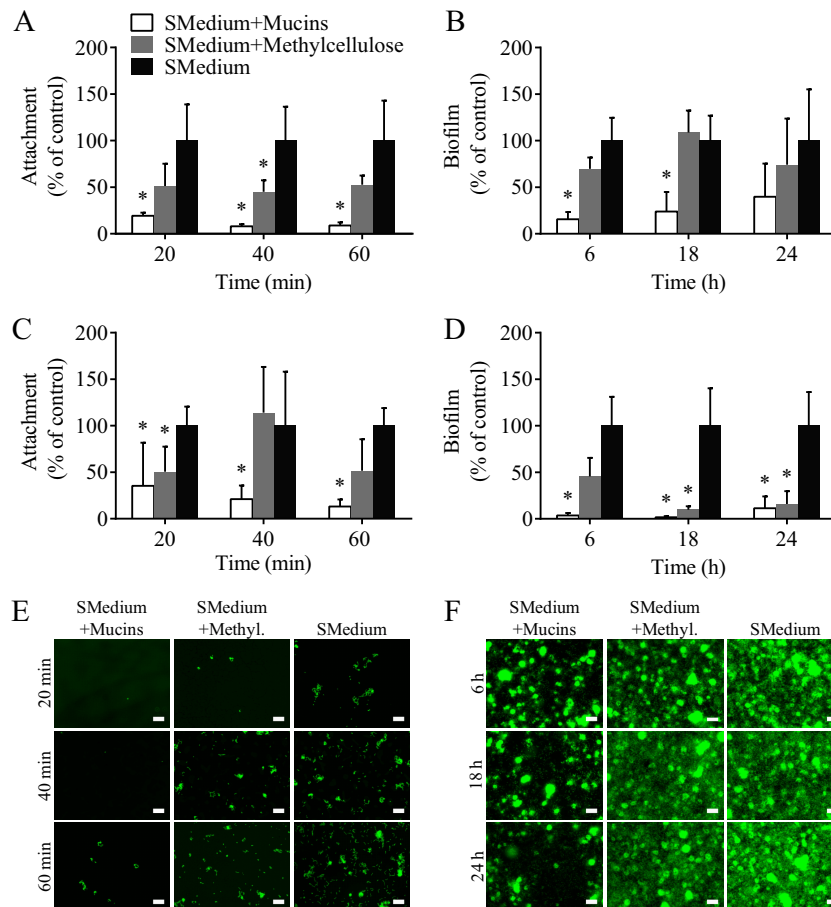 A
SMedium+Mucins
SMedium+Methylcellulose
SMedium
Attachment
(% of control)
200
150
100
50
0
* * * *
20 40 60
Time (min)
B
Biofilm
(% of control)
200
150
100
50
0
* *
6 18 24
Time (h)
C
Attachment
(% of control)
200
150
100
50
0
* * * *
20 40 60
Time (min)
D
Biofilm
(% of control)
200
150
100
50
0
* * * * *
6 18 24
Time (h)
E
SMedium
+Mucins
SMedium
+Methyl.
SMedium
20 min
40 min
60 min
F
SMedium
+Mucins
SMedium
+Methyl.
SMedium
6 h
18 h
24 h